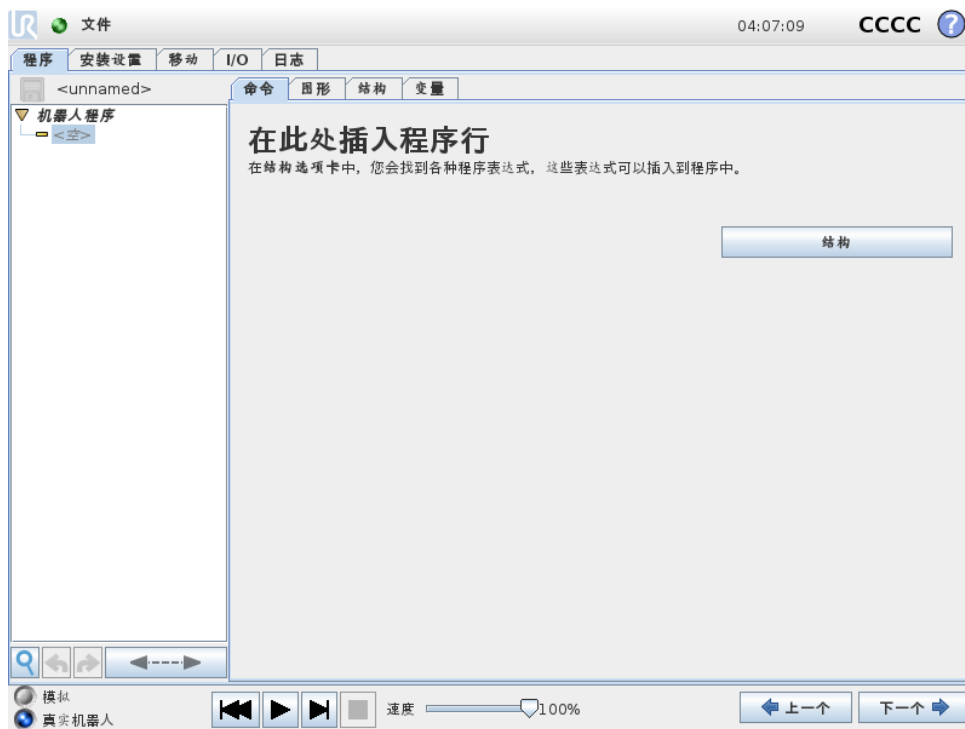 UR 文件 04:07:09 CCCC ?
程序 安装设置 移动 I/O 日志
<unnamed> 命令 图形 结构 变量
机器人程序
<空>
在此处插入程序行
在结构选项卡中，您会找到各种程序表达式，这些表达式可以插入到程序中。
结构
模拟
真实机器人
速度 100%
上一个 下一个